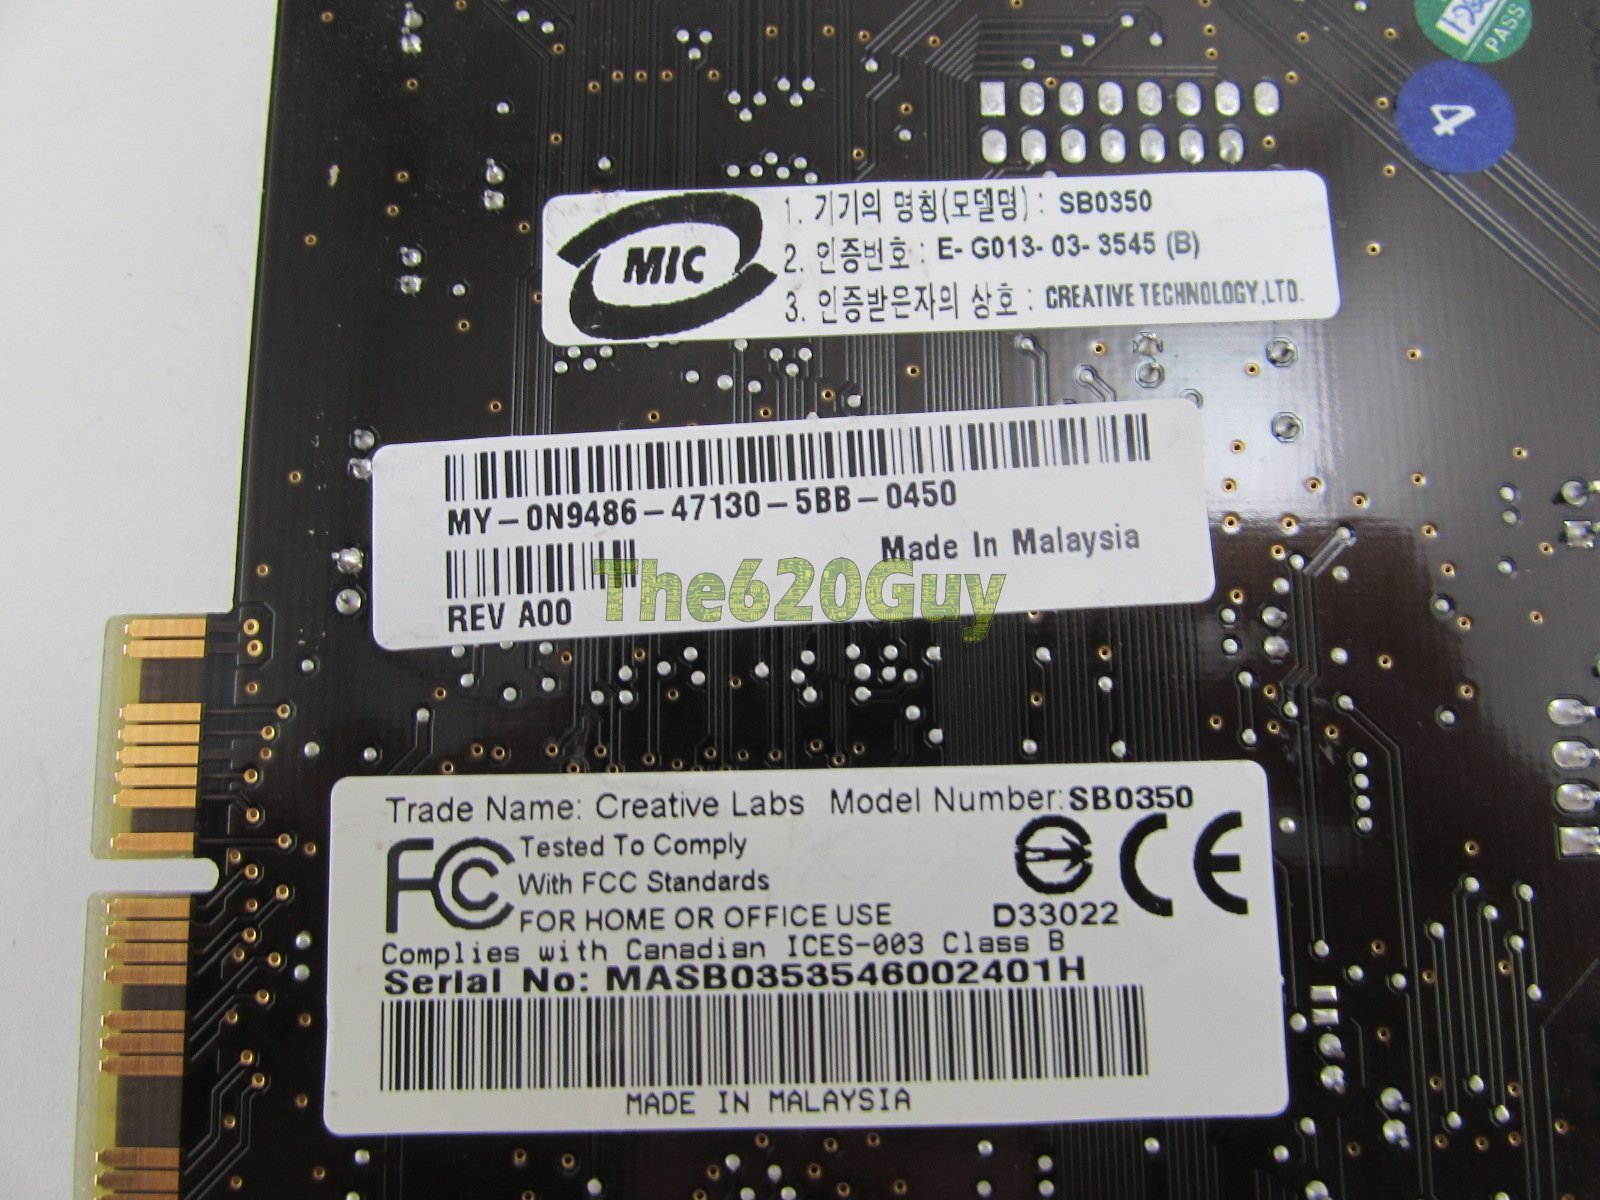 PASS
4
MIC
1. 기기의 명칭(모델명) : SB0350
2. 인증번호 : E- G013- 03- 3545 (B)
3. 인증받은자의 상호 : CREATIVE TECHNOLOGY,LTD.
MY-0N9486-47130-5BB-0450
Made In Malaysia
REV A00
The620Guy
Trade Name: Creative Labs Model Number:SB0350
FC Tested To Comply
With FCC Standards
FOR HOME OR OFFICE USE
D33022
CE
Complies with Canadian ICES-003 Class B
Serial No: MASB0353546002401H
MADE IN MALAYSIA